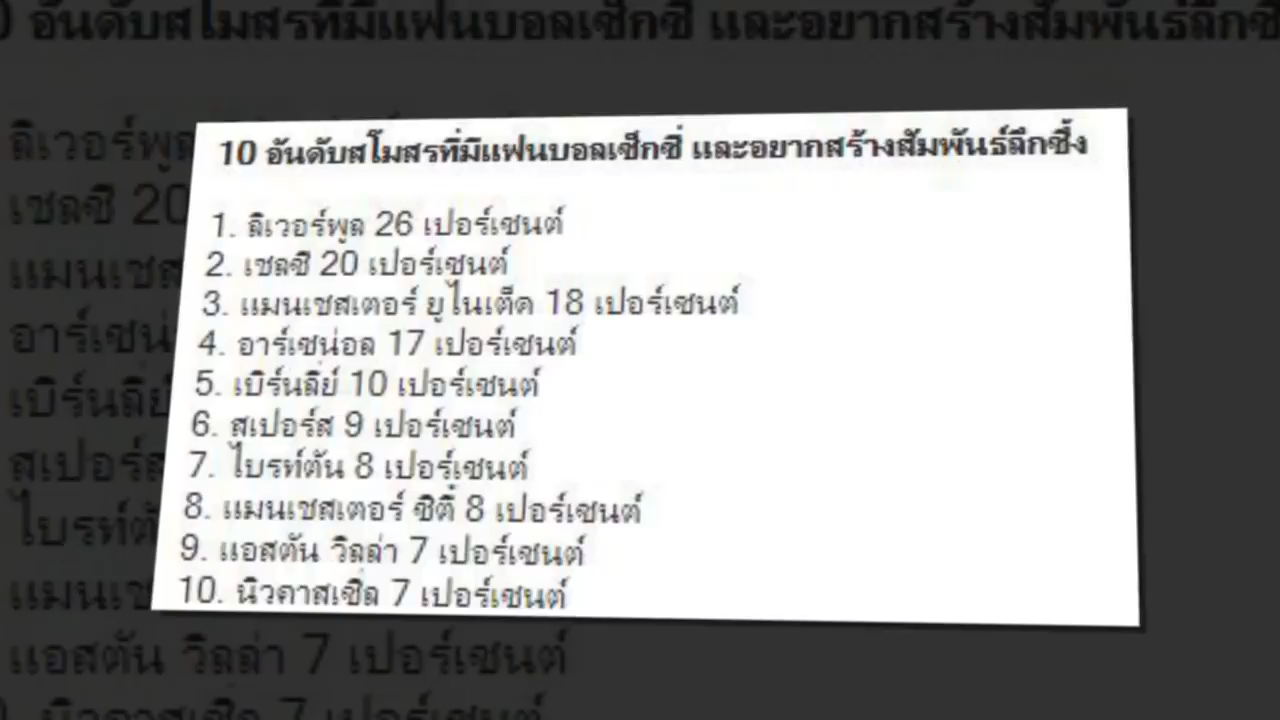 10 อันดับสโมสรที่มีแฟนบอลเซ็กซี่ และอยากสร้างสัมพันธ์ลึกซึ้ง
1. ลิเวอร์พูล 26 เปอร์เซนต์
2. เชลซี 20 เปอร์เซนต์
3. แมนเชสเตอร์ ยูไนเต็ด 18 เปอร์เซนต์
4. อาร์เซน่อล 17 เปอร์เซนต์
5. เบิร์นลี่ย์ 10 เปอร์เซนต์
6. สเปอร์ส 9 เปอร์เซนต์
7. ไบรท์ตัน 8 เปอร์เซนต์
8. แมนเชสเตอร์ ซิตี้ 8 เปอร์เซนต์
9. แอสตัน วิลล่า 7 เปอร์เซนต์
10. นิวคาสเซิ่ล 7 เปอร์เซนต์